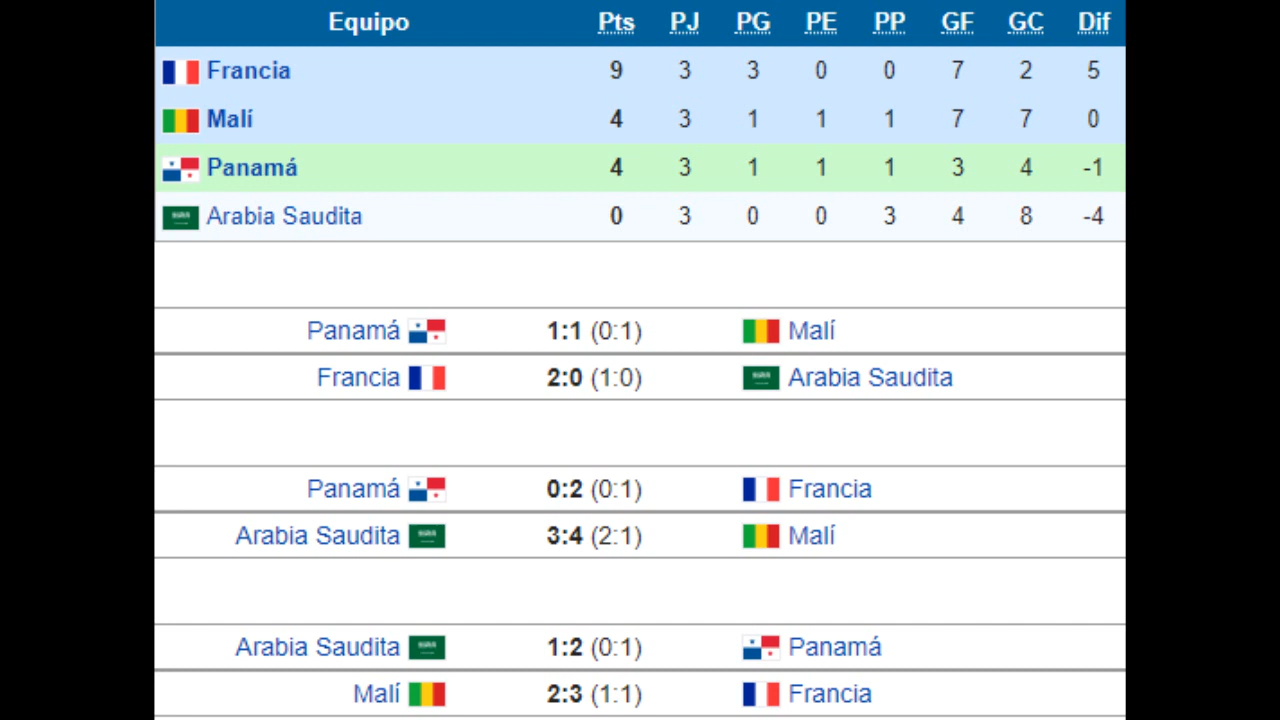 Equipo Pts PJ PG PE PP GF GC Dif
Francia 9 3 3 0 0 7 2 5
Malí 4 3 1 1 1 7 7 0
Panamá 4 3 1 1 1 3 4 -1
Arabia Saudita 0 3 0 0 3 4 8 -4
Panamá 1:1 (0:1) Malí
Francia 2:0 (1:0) Arabia Saudita
Panamá 0:2 (0:1) Francia
Arabia Saudita 3:4 (2:1) Malí
Arabia Saudita 1:2 (0:1) Panamá
Malí 2:3 (1:1) Francia